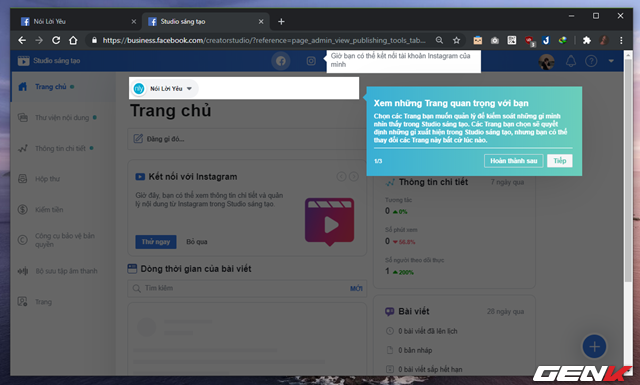 Nói Lời Yêu
Studio sáng tạo
https://business.facebook.com/creatorstudio/?reference=page_admin_view_publishing_tools_tab...
Studio sáng tạo
Giờ bạn có thể kết nối tài khoản Instagram của
mình
Nói Lời Yêu
Trang chủ
Xem những Trang quan trọng với bạn
Chọn các Trang bạn muốn quản lý để kiểm soát những gì mình
nhìn thấy trong Studio sáng tạo. Các Trang bạn chọn sẽ quyết
định những gì xuất hiện trong Studio sáng tạo, nhưng bạn có thể
thay đổi các Trang này bất cứ lúc nào.
1/3
Hoàn thành sau
Tiếp
Trang chủ
Thư viện nội dung
Thông tin chi tiết
Hộp thư
Kiếm tiền
Công cụ bảo vệ bản
quyền
Bộ sưu tập âm thanh
Trang
Đăng gì đó...
Kết nối với Instagram
Giờ đây, bạn có thể xem thông tin chi tiết và quản
lý nội dung từ Instagram trong Studio sáng tạo.
Thử ngay
Bỏ qua
Dòng thời gian của bài viết
Tìm kiếm
MỚI
Thông tin chi tiết
7 ngày qua
Tương tác
0 0%
Số phút xem
0
Số người theo dõi thực
1
Bài viết
28 ngày qua
0 bài viết đã lên lịch
0 bản nháp
0 bài viết sắp hết hạn
GENK